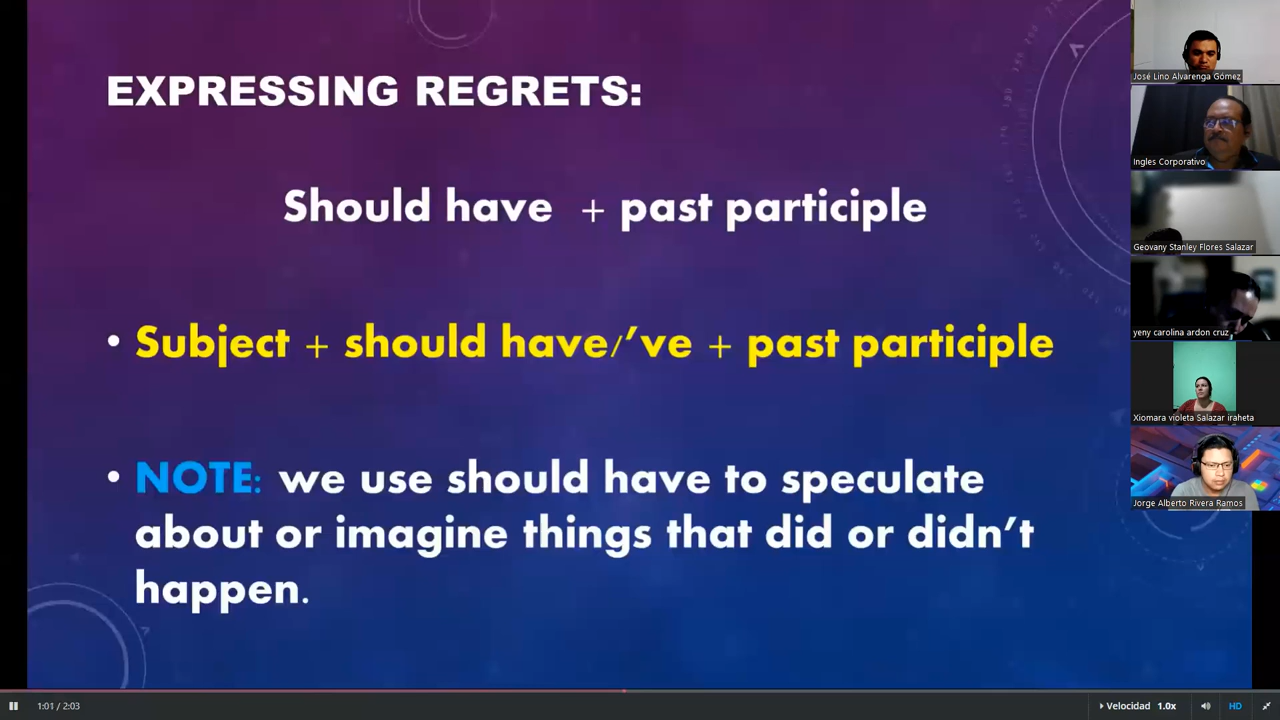 EXPRESSING REGRETS:
Should have + past participle
• Subject + should have/’ve + past participle
• NOTE: we use should have to speculate
about or imagine things that did or didn’t
happen.
José Lino Alvarenga Gómez
Ingles Corporativo
Geovany Stanley Flores Salazar
yeny carolina ardon cruz
Xiomara violeta Salazar iraheta
Jorge Alberto Rivera Ramos
1:01 / 2:03
Velocidad 1.0x
HD